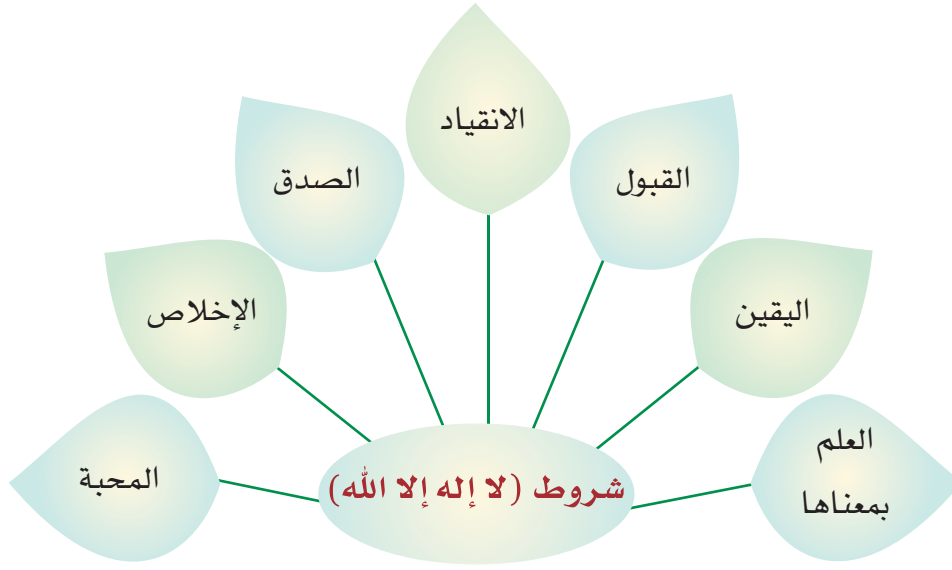 شروط (لا إله إلا الله)
العلم
بمعناها
اليقين
القبول
الانقياد
الصدق
الإخلاص
المحبة